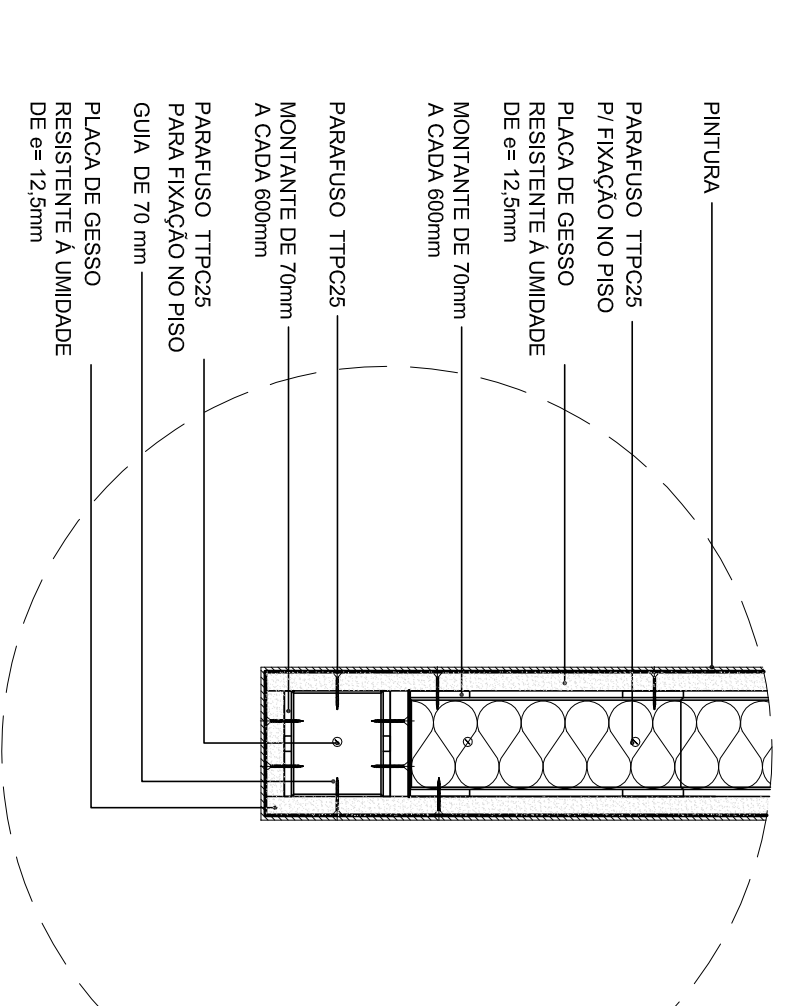 PINTURA
PARAFUSO TTPC25
P/ FIXAÇÃO NO PISO
PLACA DE GESSO
RESISTENTE Á UMIDADE
DE e= 12,5mm
MONTANTE DE 70mm
A CADA 600mm
PARAFUSO TTPC25
MONTANTE DE 70mm
A CADA 600mm
PARAFUSO TTPC25
PARA FIXAÇÃO NO PISO
GUIA DE 70 mm
PLACA DE GESSO
RESISTENTE Á UMIDADE
DE e= 12,5mm